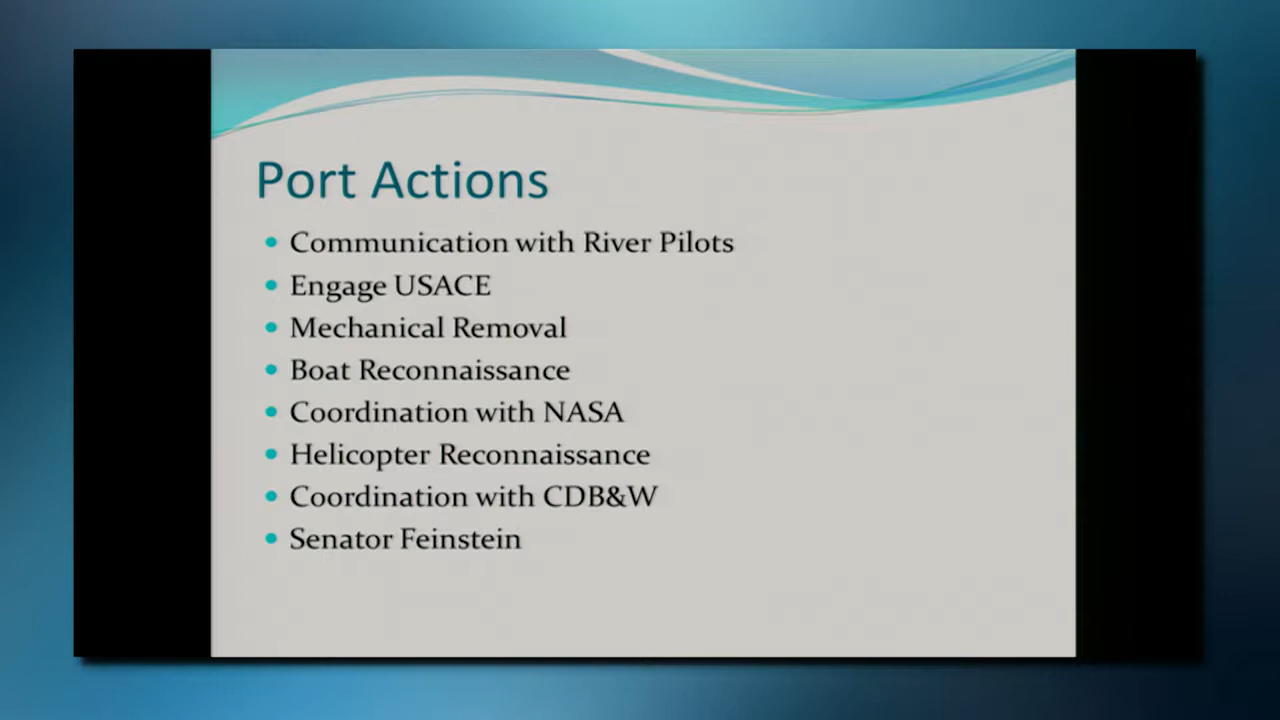 Port Actions
• Communication with River Pilots
• Engage USACE
• Mechanical Removal
• Boat Reconnaissance
• Coordination with NASA
• Helicopter Reconnaissance
• Coordination with CDB&W
• Senator Feinstein